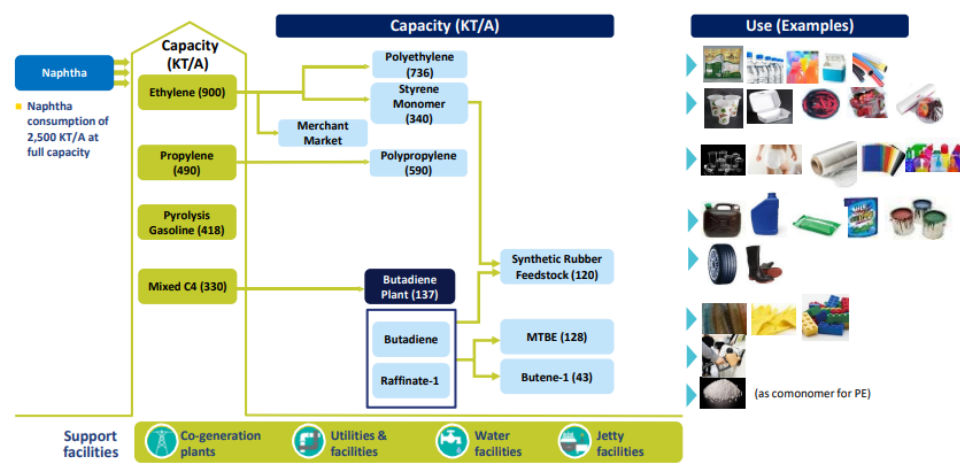 Capacity (KT/A)
Use (Examples)
Capacity
(KT/A)
Naphtha
Naphtha
consumption of
2,500 KT/A at
full capacity
Ethylene (900)
Polyethylene
(736)
Styrene
Monomer
(340)
Merchant
Market
Propylene
(490)
Polypropylene
(590)
Pyrolysis
Gasoline (418)
Mixed C4 (330)
Butadiene
Plant (137)
Synthetic Rubber
Feedstock (120)
Butadiene
Raffinate-1
MTBE (128)
Butene-1 (43)
(as comonomer for PE)
Support
facilities
Co-generation
plants
Utilities &
facilities
Water
facilities
Jetty
facilities